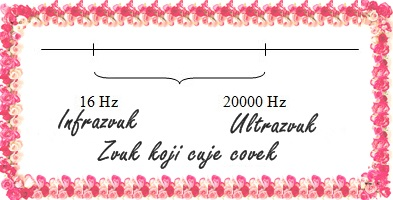 16 Hz 20000 Hz
Infrazvuk Ultrazvuk
Zvuk koji cuje covek